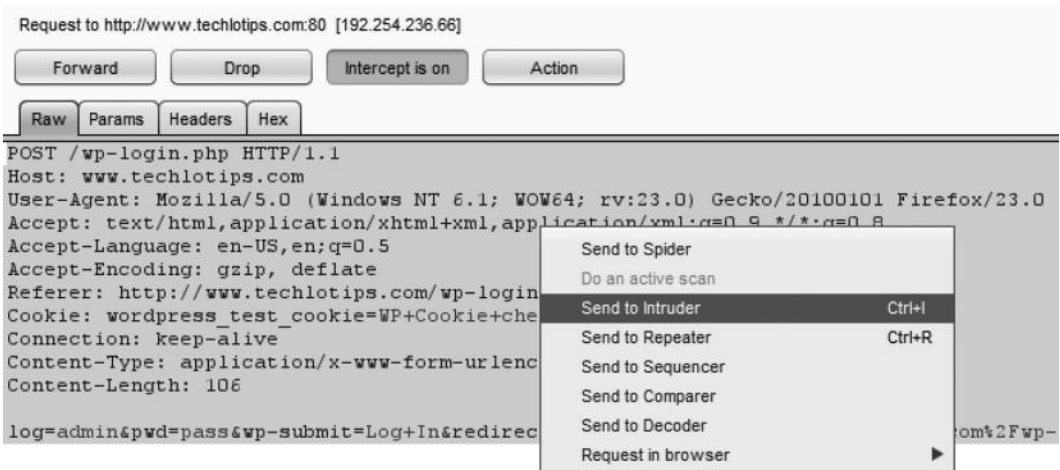 Request to http://www.techlotips.com:80 [192.254.236.66]
Forward Drop Intercept is on Action
Raw Params Headers Hex
POST /wp-login.php HTTP/1.1
Host: www.techlotips.com
User-Agent: Mozilla/5.0 (Windows NT 6.1; WOW64; rv:23.0) Gecko/20100101 Firefox/23.0
Accept: text/html,application/xhtml+xml,application/xml;q=0.9,*/*;q=0.8
Accept-Language: en-US,en;q=0.5
Accept-Encoding: gzip, deflate
Referer: http://www.techlotips.com/wp-login
Cookie: wordpress_test_cookie=WP+Cookie+che
Connection: keep-alive
Content-Type: application/x-www-form-urlenc
Content-Length: 106
log=admin&pwd=pass&wp-submit=Log+In&redirec om%2Fwp-
Send to Spider
Do an active scan
Send to Intruder Ctrl+I
Send to Repeater Ctrl+R
Send to Sequencer
Send to Comparer
Send to Decoder
Request in browser